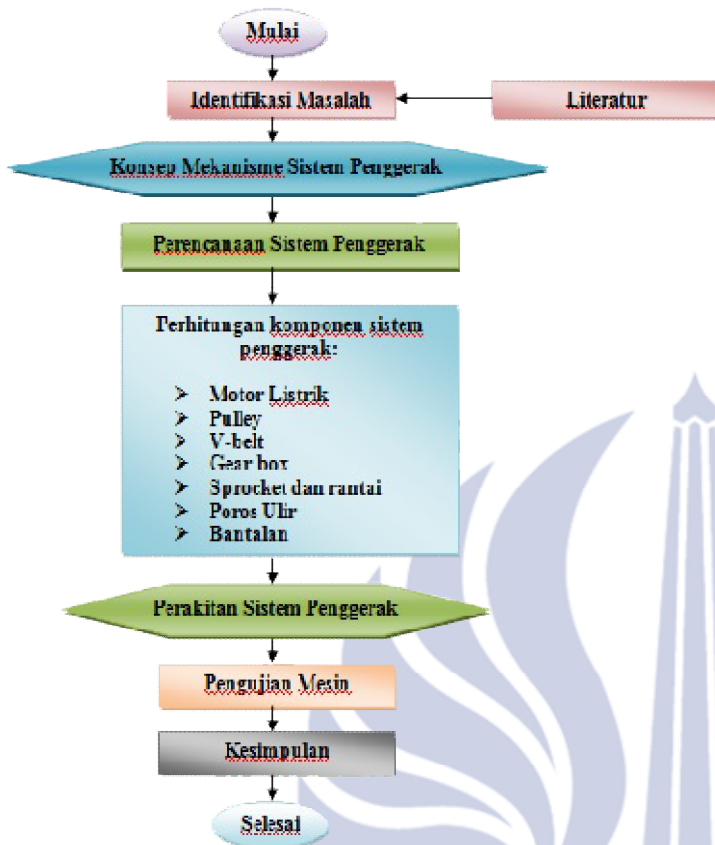 Mulai
Identifikasi Masalah
Literatur
Konsep Mekanisme Sistem Penggerak
Perencanaan Sistem Penggerak
Perhitungan komponen sistem
penggerak:
➤ Motor Listrik
➤ Pulley
➤ V-belt
➤ Gear box
➤ Sprocket dan rantai
➤ Poros Ulir
➤ Bantalan
Perakitan Sistem Penggerak
Pengujian Mesin
Kesimpulan
Selesai